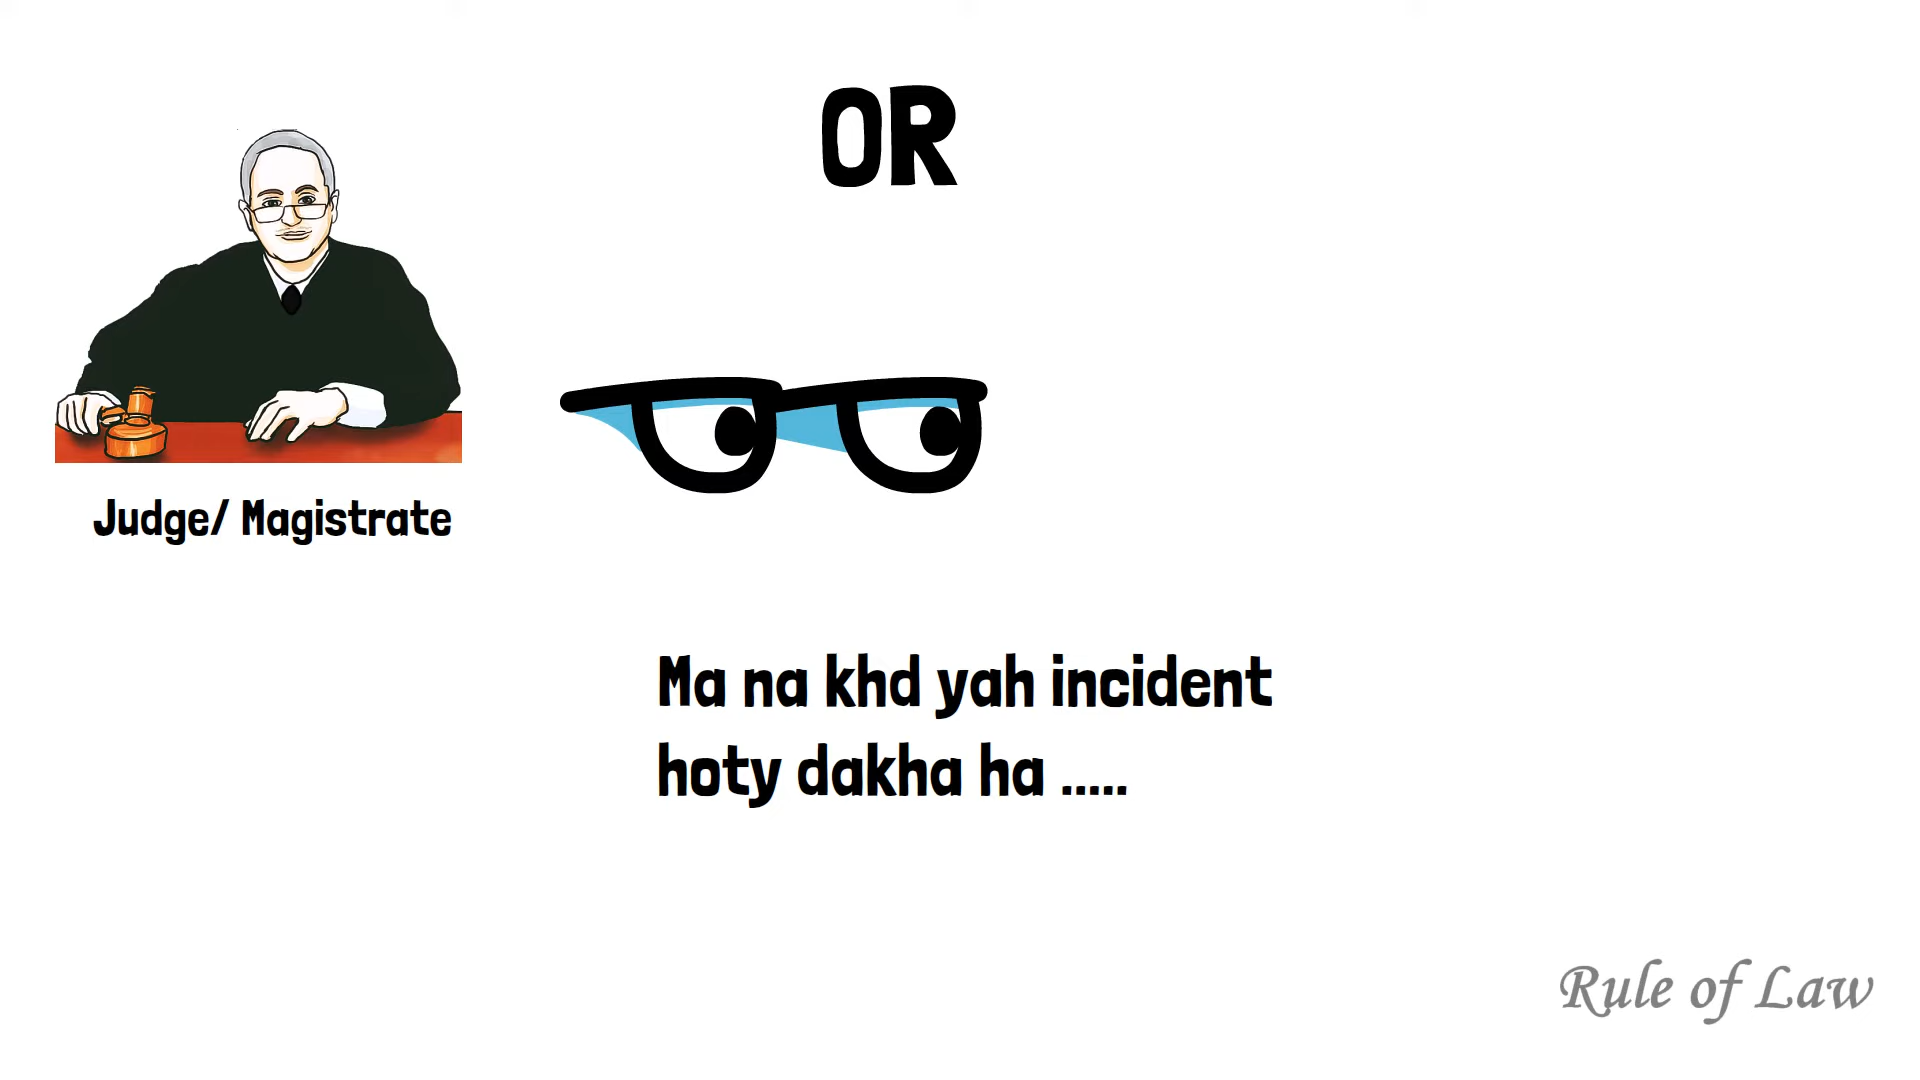 OR
Judge/ Magistrate
Ma na khd yah incident
hoty dakha ha .....
Rule of Law